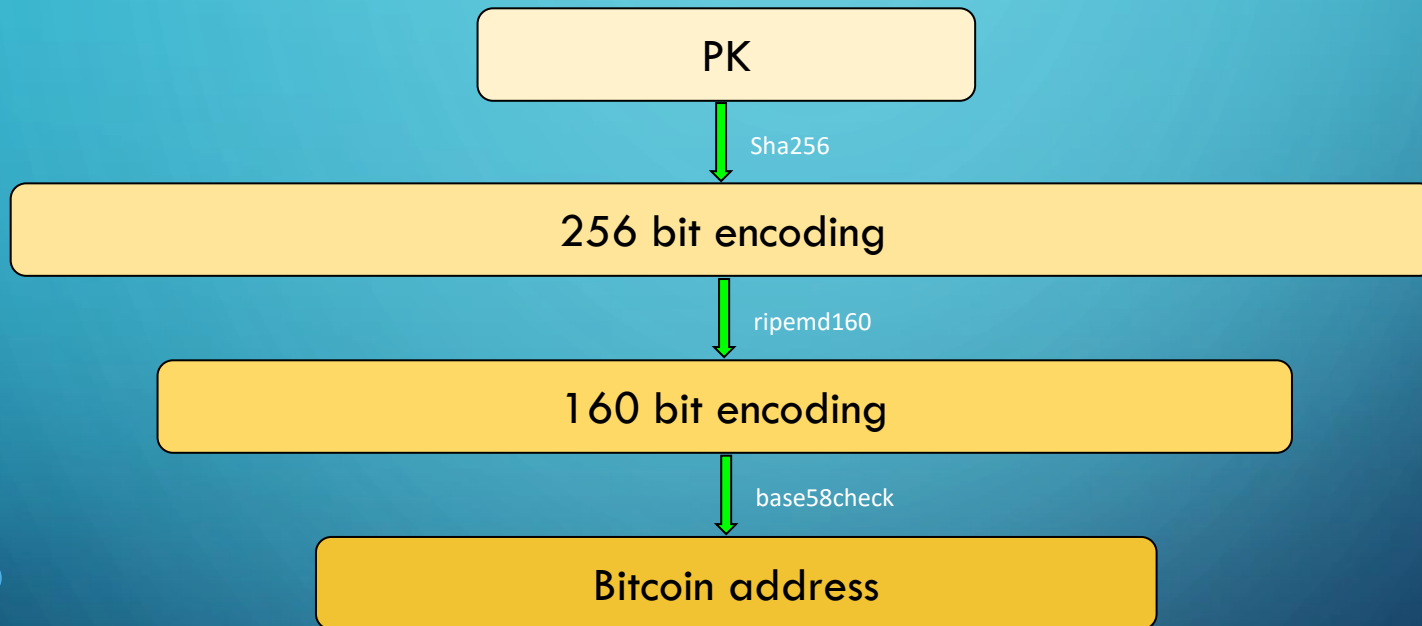 PK
Sha256
256 bit encoding
ripemd160
160 bit encoding
base58check
Bitcoin address